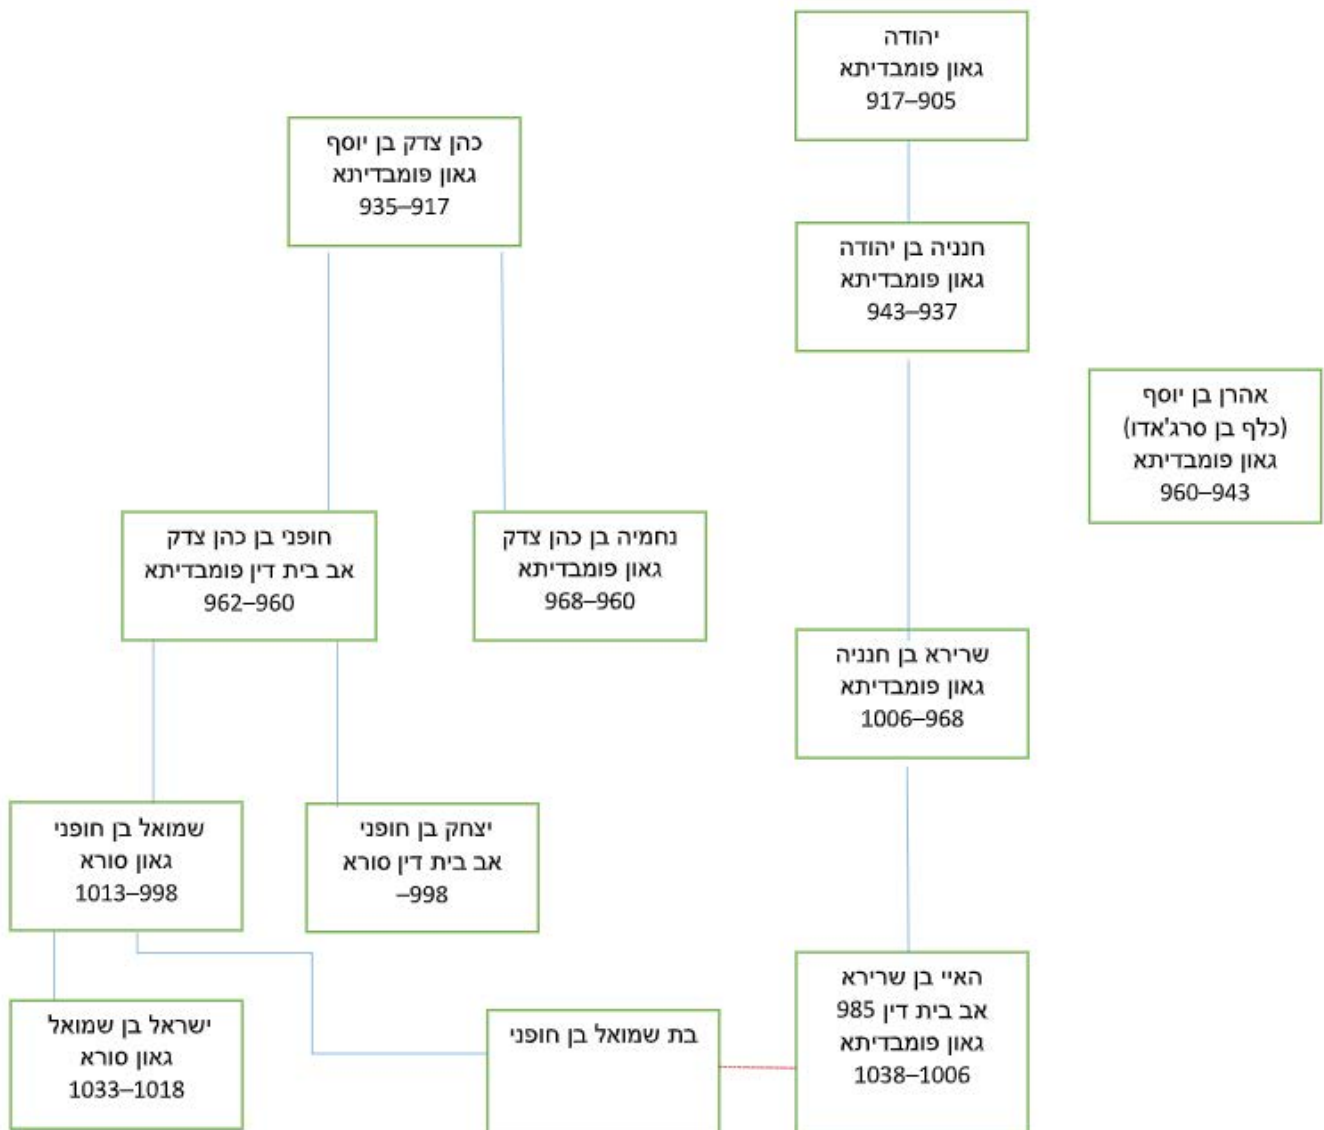 יהודה
גאון פומבדיתא
917–905
כהן צדק בן יוסף
גאון פומבדיתא
935–917
חנניה בן יהודה
גאון פומבדיתא
943–937
אהרן בן יוסף
(כלף בן סרג'אדו)
גאון פומבדיתא
960–943
נחמיה בן כהן צדק
גאון פומבדיתא
968–960
חופני בן כהן צדק
אב בית דין פומבדיתא
962–960
שרירא בן חנניה
גאון פומבדיתא
1006–968
יצחק בן חופני
אב בית דין סורא
–998
שמואל בן חופני
גאון סורא
1013–998
האיי בן שרירא
אב בית דין 985
גאון פומבדיתא
1038–1006
בת שמואל בן חופני
ישראל בן שמואל
גאון סורא
1033–1018